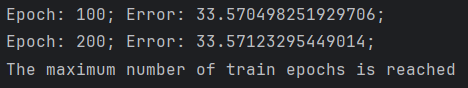 Epoch: 100; Error: 33.570498251929706;
Epoch: 200; Error: 33.57123295449014;
The maximum number of train epochs is reached